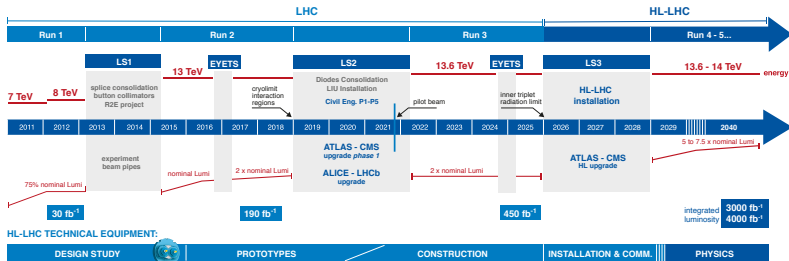 LHC
HL-LHC
Run 1
Run 2
Run 3
Run 4 - 5...
LS1
EYETS
LS2
EYETS
LS3
7 TeV
8 TeV
13 TeV
13.6 TeV
13.6 - 14 TeV
energy
splice consolidation
button collimators
R2E project
cryolimit
interaction
regions
Diodes Consolidation
LIU Installation
Civil Eng. P1-P5
pilot beam
inner triplet
radiation limit
HL-LHC
installation
2011
2012
2013
2014
2015
2016
2017
2018
2019
2020
2021
2022
2023
2024
2025
2026
2027
2028
2029
2040
experiment
beam pipes
ATLAS - CMS
upgrade phase 1
ALICE - LHCb
upgrade
ATLAS - CMS
HL upgrade
75% nominal Lumi
nominal Lumi
2 x nominal Lumi
2 x nominal Lumi
5 to 7.5 x nominal Lumi
30 fb-1
190 fb-1
450 fb-1
integrated
luminosity
3000 fb-1
4000 fb-1
HL-LHC TECHNICAL EQUIPMENT:
DESIGN STUDY
PROTOTYPES
CONSTRUCTION
INSTALLATION & COMM.
PHYSICS